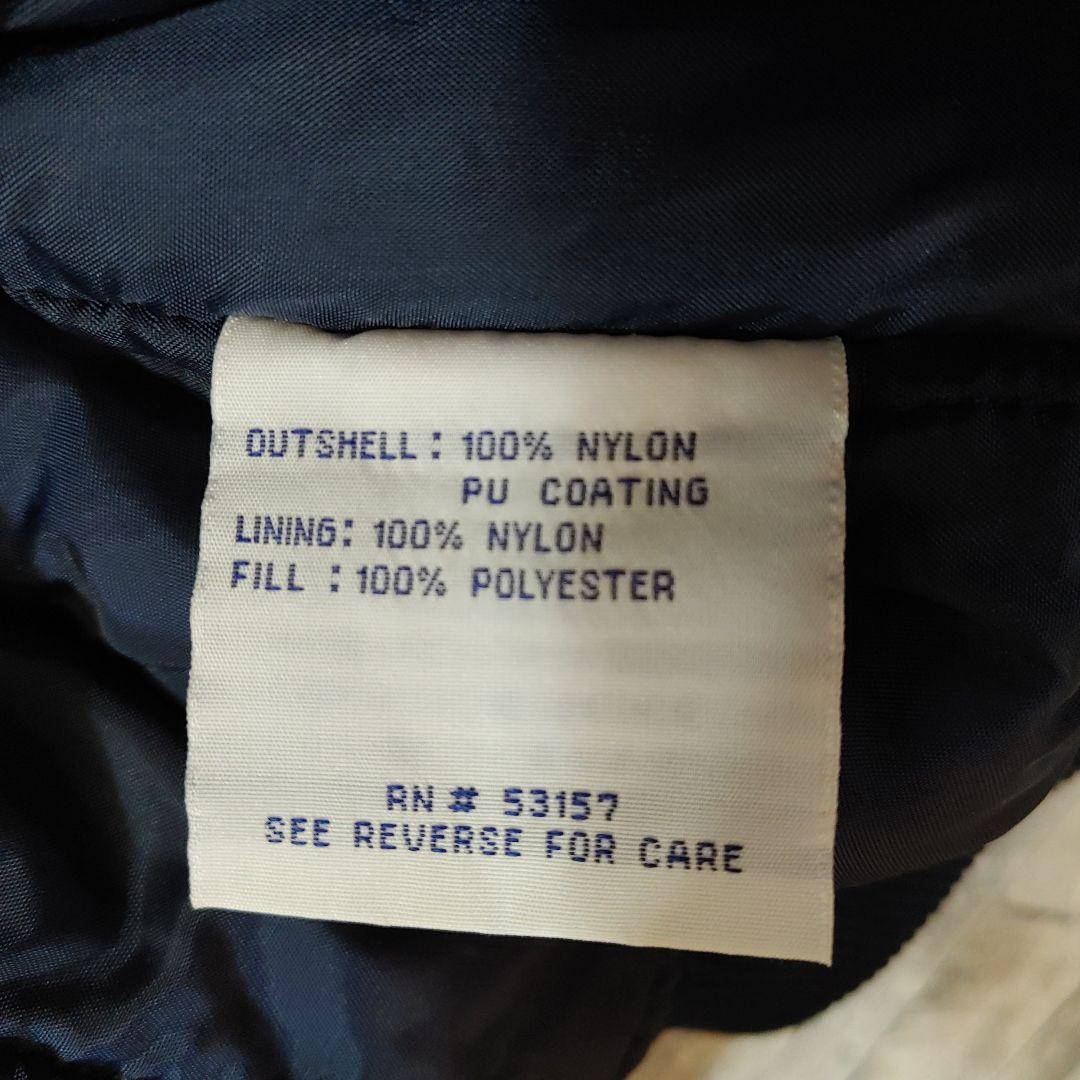 OUTSHELL: 100% NYLON
PU COATING
LINING: 100% NYLON
FILL : 100% POLYESTER
RN # 53157
SEE REVERSE FOR CARE